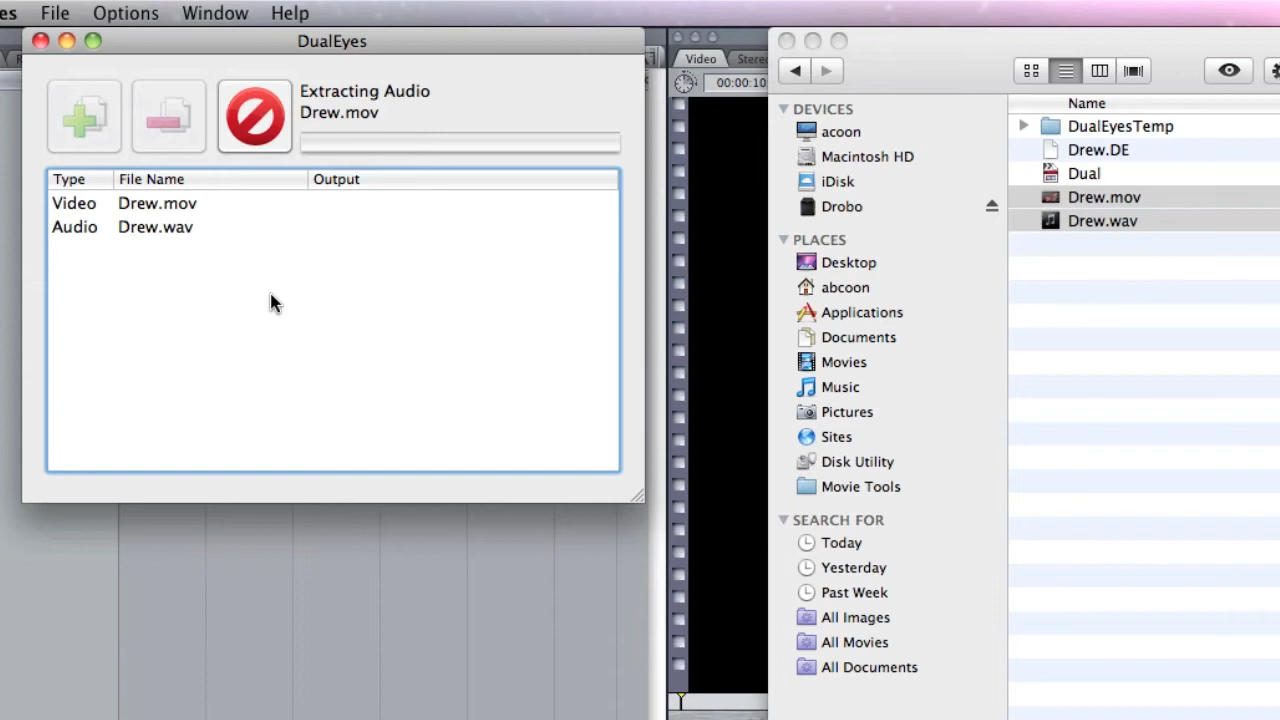 es File Options Window Help
DualEyes
Extracting Audio
Drew.mov
Type File Name Output
Video Drew.mov
Audio Drew.wav
Video Stereo
00:00:10
DEVICES
acoon
Macintosh HD
iDisk
Drobo
PLACES
Desktop
abcoon
Applications
Documents
Movies
Music
Pictures
Sites
Disk Utility
Movie Tools
SEARCH FOR
Today
Yesterday
Past Week
All Images
All Movies
All Documents
Name
DualEyesTemp
Drew.DE
Dual
Drew.mov
Drew.wav